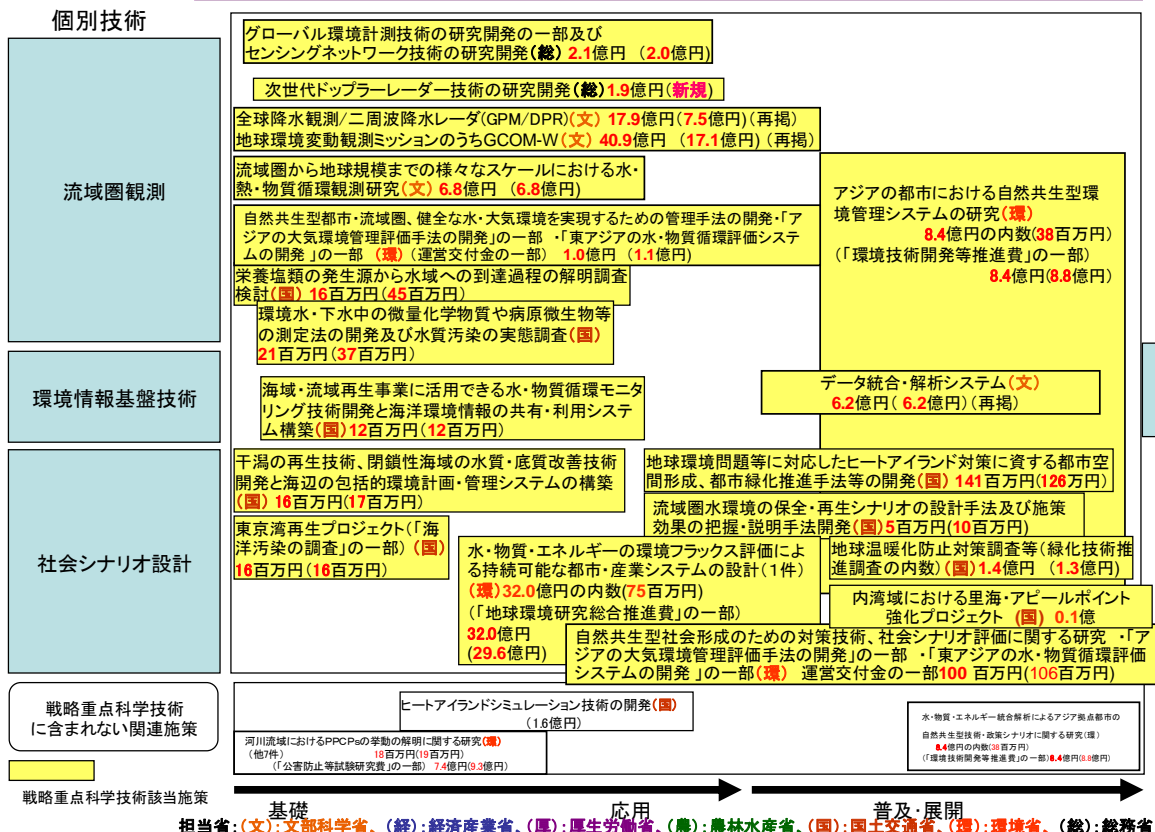 個別技術
流域圏観測
グローバル環境計測技術の研究開発の一部及び
センシングネットワーク技術の研究開発(総) 2.1億円 (2.0億円)
次世代ドップラーレーダー技術の研究開発(総)1.9億円(新規)
全球降水観測/二周波降水レーダ(GPM/DPR)(文) 17.9億円(7.5億円)(再掲)
地球環境変動観測ミッションのうちGCOM-W(文) 40.9億円 (17.1億円)(再掲)
流域圏から地球規模までの様々なスケールにおける水・
熱・物質循環観測研究(文) 6.8億円 (6.8億円)
自然共生型都市・流域圏、健全な水・大気環境を実現するための管理手法の開発・「ア
ジアの大気環境管理評価手法の開発」の一部 ・「東アジアの水・物質循環評価システ
ムの開発 」の一部 (環) (運営交付金の一部) 1.0億円 (1.1億円)
栄養塩類の発生源から水域への到達過程の解明調査
検討(国) 16百万円(45百万円)
環境水・下水中の微量化学物質や病原微生物等
の測定法の開発及び水質汚染の実態調査(国)
21百万円(37百万円)
アジアの都市における自然共生型環
境管理システムの研究(環)
8.4億円の内数(38百万円)
(「環境技術開発等推進費」の一部)
8.4億円(8.8億円)
環境情報基盤技術
海域・流域再生事業に活用できる水・物質循環モニタ
リング技術開発と海洋環境情報の共有・利用システ
ム構築(国)12百万円(12百万円)
データ統合・解析システム(文)
6.2億円( 6.2億円)(再掲)
社会シナリオ設計
干潟の再生技術、閉鎖性海域の水質・底質改善技術
開発と海辺の包括的環境計画・管理システムの構築
(国) 16百万円(17百万円)
東京湾再生プロジェクト(「海
洋汚染の調査」の一部) (国)
16百万円(16百万円)
地球環境問題等に対応したヒートアイランド対策に資する都市空
間形成、都市緑化推進手法等の開発(国) 141百万円(126万円)
流域圏水環境の保全・再生シナリオの設計手法及び施策
効果の把握・説明手法開発(国)5百万円(10百万円)
水・物質・エネルギーの環境フラックス評価によ
る持続可能な都市・産業システムの設計(1件)
(環)32.0億円の内数(75百万円)
(「地球環境研究総合推進費」の一部)
32.0億円
(29.6億円)
地球温暖化防止対策調査等(緑化技術推
進調査の内数)(国)1.4億円 (1.3億円)
内湾域における里海・アピールポイント
強化プロジェクト (国) 0.1億
自然共生型社会形成のための対策技術、社会シナリオ評価に関する研究 ・「ア
ジアの大気環境管理評価手法の開発」の一部 ・「東アジアの水・物質循環評価
システムの開発 」の一部(環) 運営交付金の一部100 百万円(106百万円)
戦略重点科学技術
に含まれない関連施策
ヒートアイランドシミュレーション技術の開発(国)
(1.6億円)
河川流域におけるPPCPsの挙動の解明に関する研究(環)
(他7件) 18百万円(19百万円)
(「公害防止等試験研究費」の一部) 7.4億円(9.3億円)
水・物質・エネルギー統合解析によるアジア拠点都市の
自然共生型技術・政策シナリオに関する研究(環)
8.4億円の内数(38百万円)
(「環境技術開発等推進費」の一部)8.4億円(8.8億円)
戦略重点科学技術該当施策
基礎 応用 普及・展開
担当省:(文):文部科学省、(経):経済産業省、(厚):厚生労働省、(農):農林水産省、(国):国土交通省、(環):環境省、(総):総務省